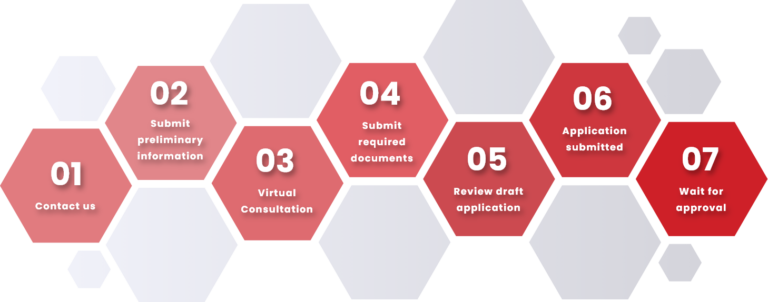 01
Contact us
02
Submit
preliminary
information
03
Virtual
Consultation
04
Submit
required
documents
05
Review draft
application
06
Application
submitted
07
Wait for
approval